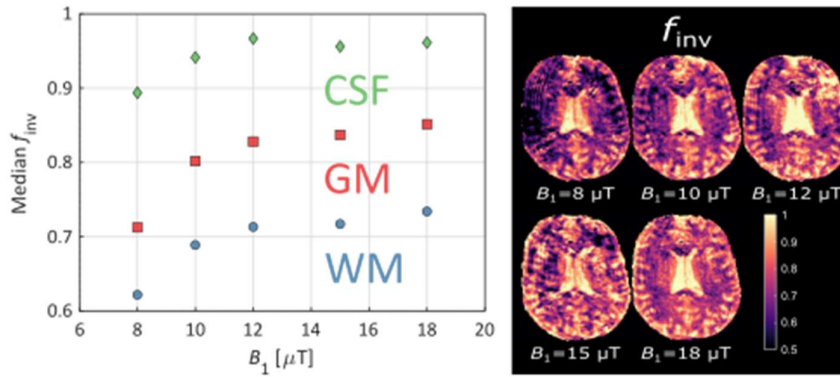 Median f_inv
1
0.9
0.8
0.7
0.6
CSF
GM
WM
6 8 10 12 14 16 18 20
B_1 [μT]
f_inv
B_1=8 μT B_1=10 μT B_1=12 μT
B_1=15 μT B_1=18 μT
1
0.9
0.8
0.7
0.6
0.5